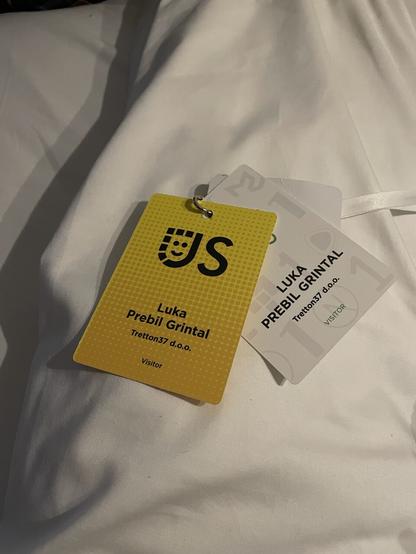 JS
Luka
Prebil Grintal
Tretton37 d.o.o.
Visitor
LUKA
PREBIL GRINTAL
Tretton37 d.o.o.
VISITOR